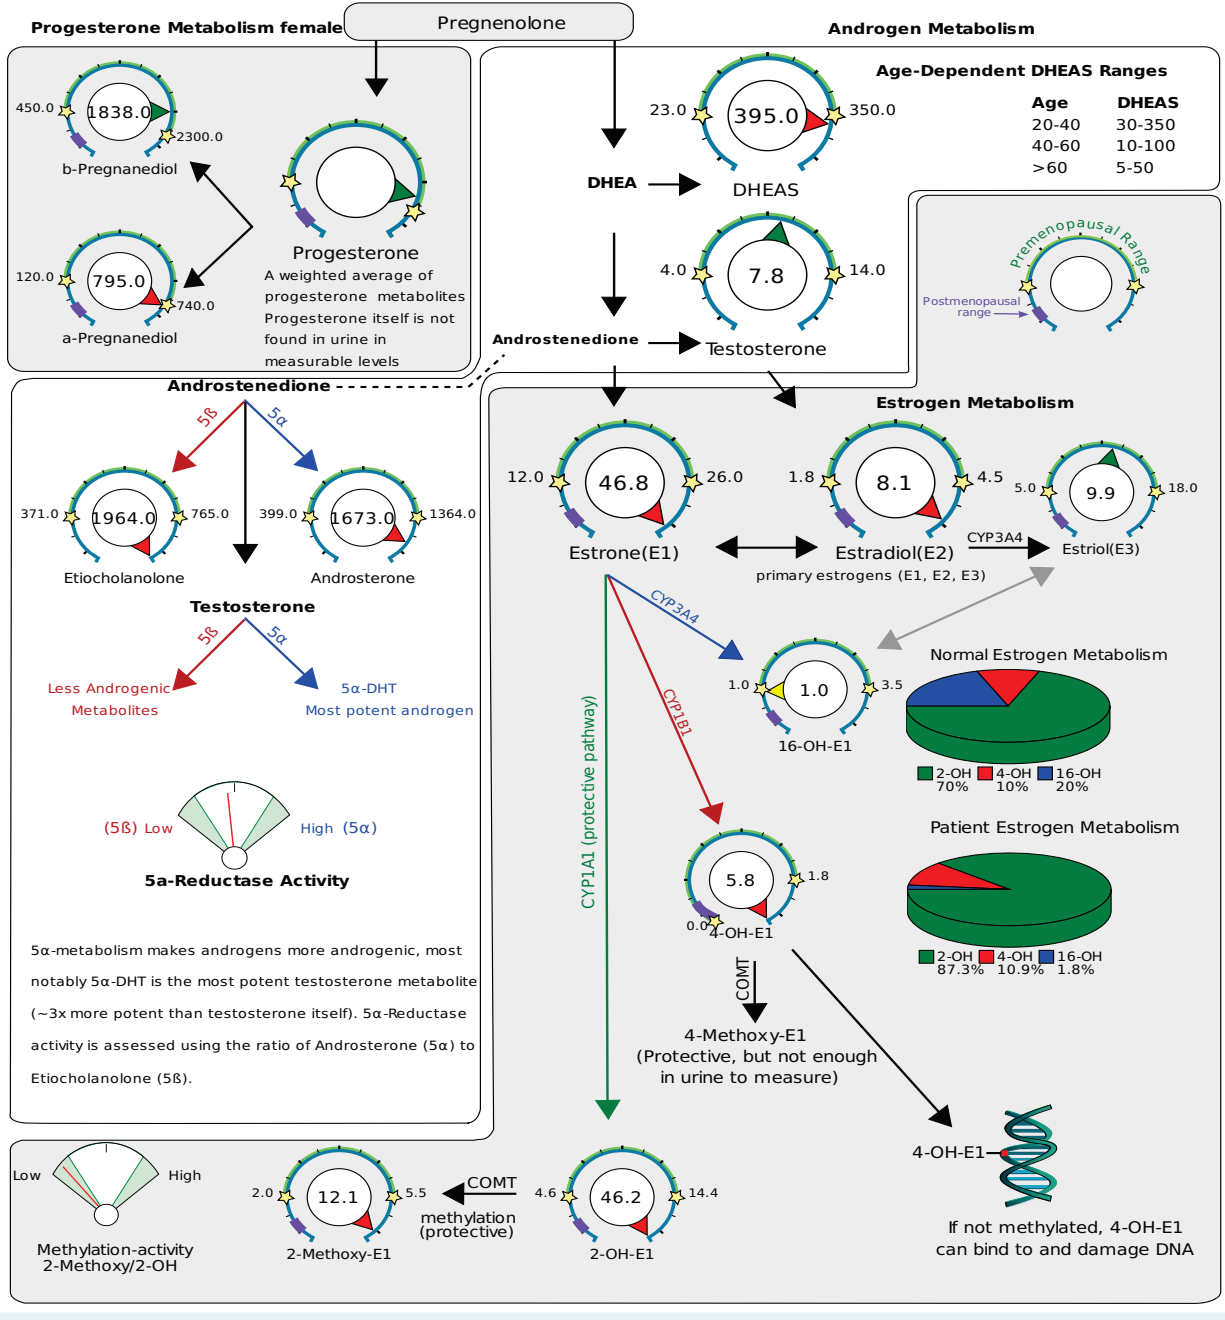 Pregnenolone
Progesterone Metabolism female
450.0
1838.0
2300.0
b-Pregnanediol
120.0
795.0
740.0
a-Pregnanediol
Progesterone
A weighted average of
progesterone metabolites
Progesterone itself is not
found in urine in
measurable levels
Androgen Metabolism
Age-Dependent DHEAS Ranges
Age DHEAS
20-40 30-350
40-60 10-100
>60 5-50
23.0
395.0
350.0
DHEA
DHEAS
4.0
7.8
14.0
Androstenedione
Testosterone
Premenopausal Range
Postmenopausal
range
Androstenedione
5ß
5α
371.0
1964.0
765.0
Etiocholanolone
399.0
1673.0
1364.0
Androsterone
Testosterone
5ß
5α
Less Androgenic
Metabolites
5α-DHT
Most potent androgen
(5ß) Low
High (5α)
5a-Reductase Activity
5α-metabolism makes androgens more androgenic, most
notably 5α-DHT is the most potent testosterone metabolite
(~3x more potent than testosterone itself). 5α-Reductase
activity is assessed using the ratio of Androsterone (5α) to
Etiocholanolone (5ß).
Estrogen Metabolism
12.0
46.8
26.0
Estrone(E1)
1.8
8.1
4.5
Estradiol(E2)
CYP3A4
5.0
9.9
18.0
Estriol(E3)
primary estrogens (E1, E2, E3)
CYP3A4
CYP1B1
CYP1A1 (protective pathway)
1.0
1.0
3.5
16-OH-E1
Normal Estrogen Metabolism
2-OH 4-OH 16-OH
70% 10% 20%
Patient Estrogen Metabolism
2-OH 4-OH 16-OH
87.3% 10.9% 1.8%
5.8
1.8
0.0
4-OH-E1
COMT
4-Methoxy-E1
(Protective, but not enough
in urine to measure)
4-OH-E1
If not methylated, 4-OH-E1
can bind to and damage DNA
Low
High
Methylation-activity
2-Methoxy/2-OH
2.0
12.1
5.5
2-Methoxy-E1
COMT
methylation
(protective)
4.6
46.2
14.4
2-OH-E1